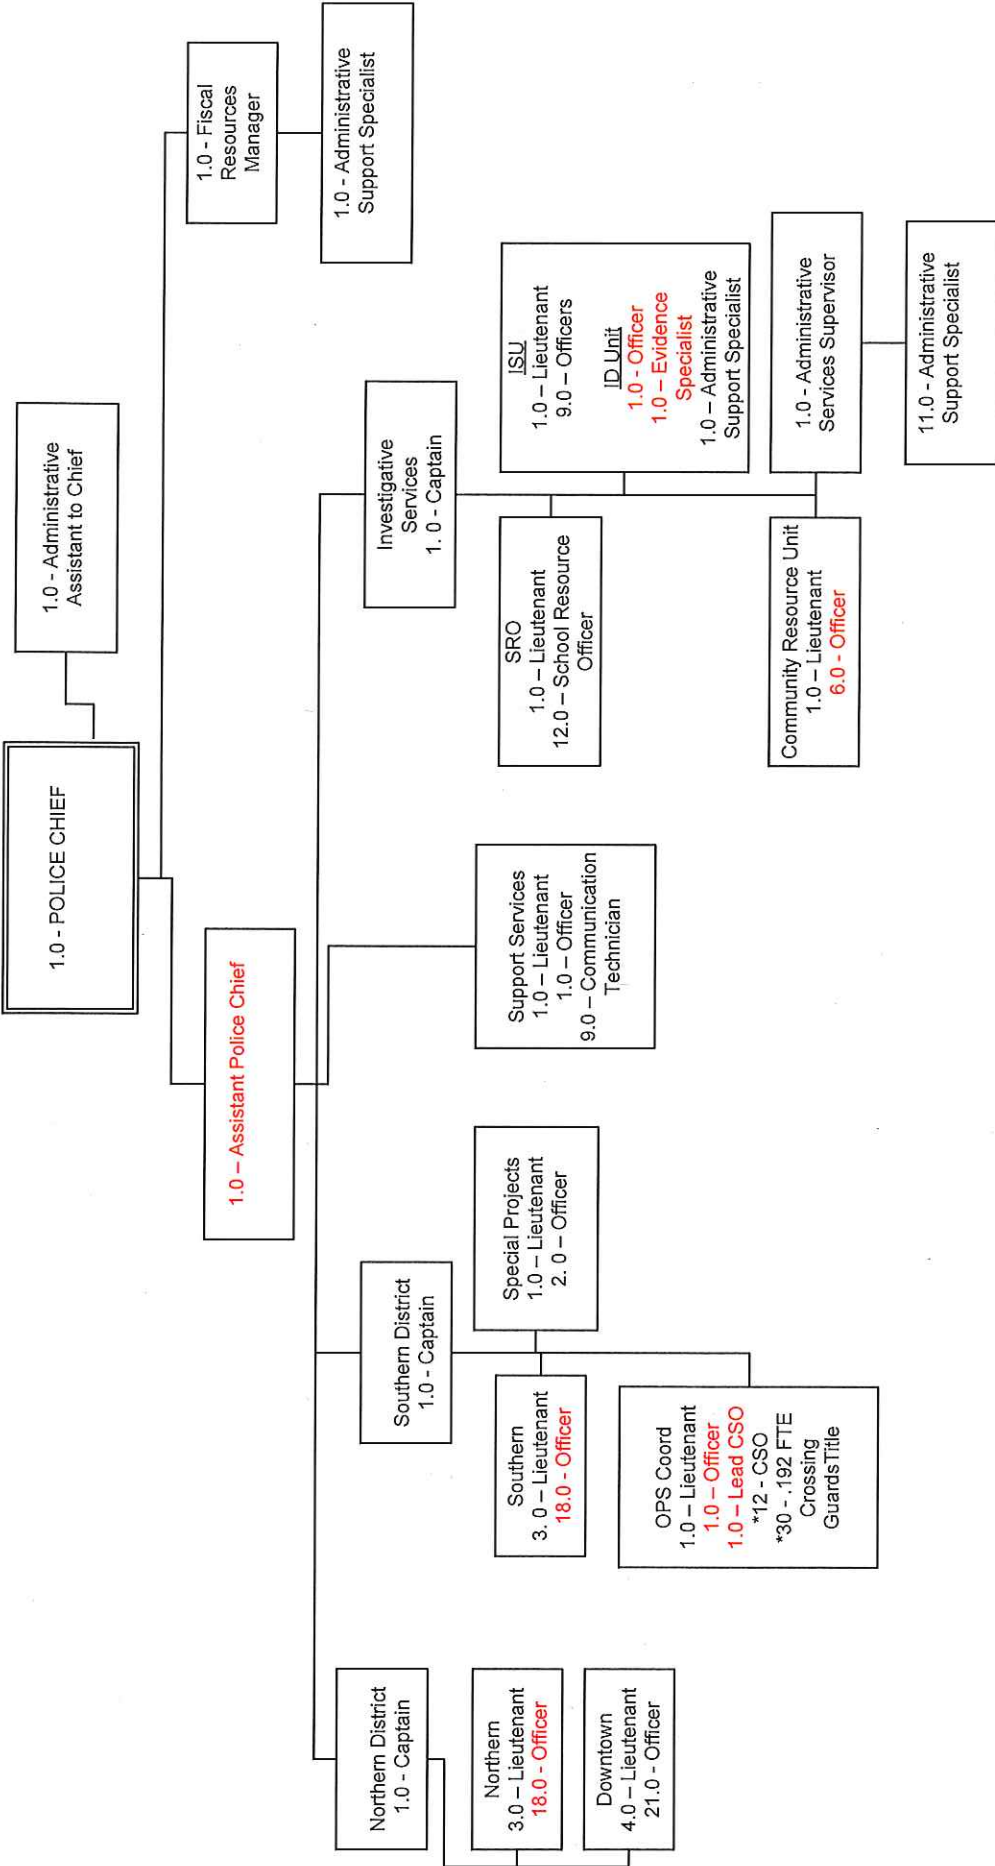 1.0 - POLICE CHIEF
1.0 - Administrative
Assistant to Chief
1.0 – Assistant Police Chief
1.0 - Fiscal
Resources
Manager
1.0 - Administrative
Support Specialist
Northern District
1.0 - Captain
Northern
3.0 – Lieutenant
18.0 - Officer
Downtown
4.0 – Lieutenant
21.0 - Officer
Southern District
1.0 - Captain
Southern
3. 0 – Lieutenant
18.0 - Officer
Special Projects
1.0 – Lieutenant
2. 0 – Officer
OPS Coord
1.0 – Lieutenant
1.0 – Officer
1.0 – Lead CSO
*12 - CSO
*30 - .192 FTE
Crossing
GuardsTitle
Support Services
1.0 – Lieutenant
1.0 – Officer
9.0 – Communication
Technician
Investigative
Services
1. 0 - Captain
SRO
1.0 – Lieutenant
12.0 – School Resource
Officer
ISU
1.0 – Lieutenant
9.0 – Officers
ID Unit
1.0 - Officer
1.0 – Evidence
Specialist
1.0 – Administrative
Support Specialist
Community Resource Unit
1.0 – Lieutenant
6.0 - Officer
1.0 - Administrative
Services Supervisor
11.0 - Administrative
Support Specialist